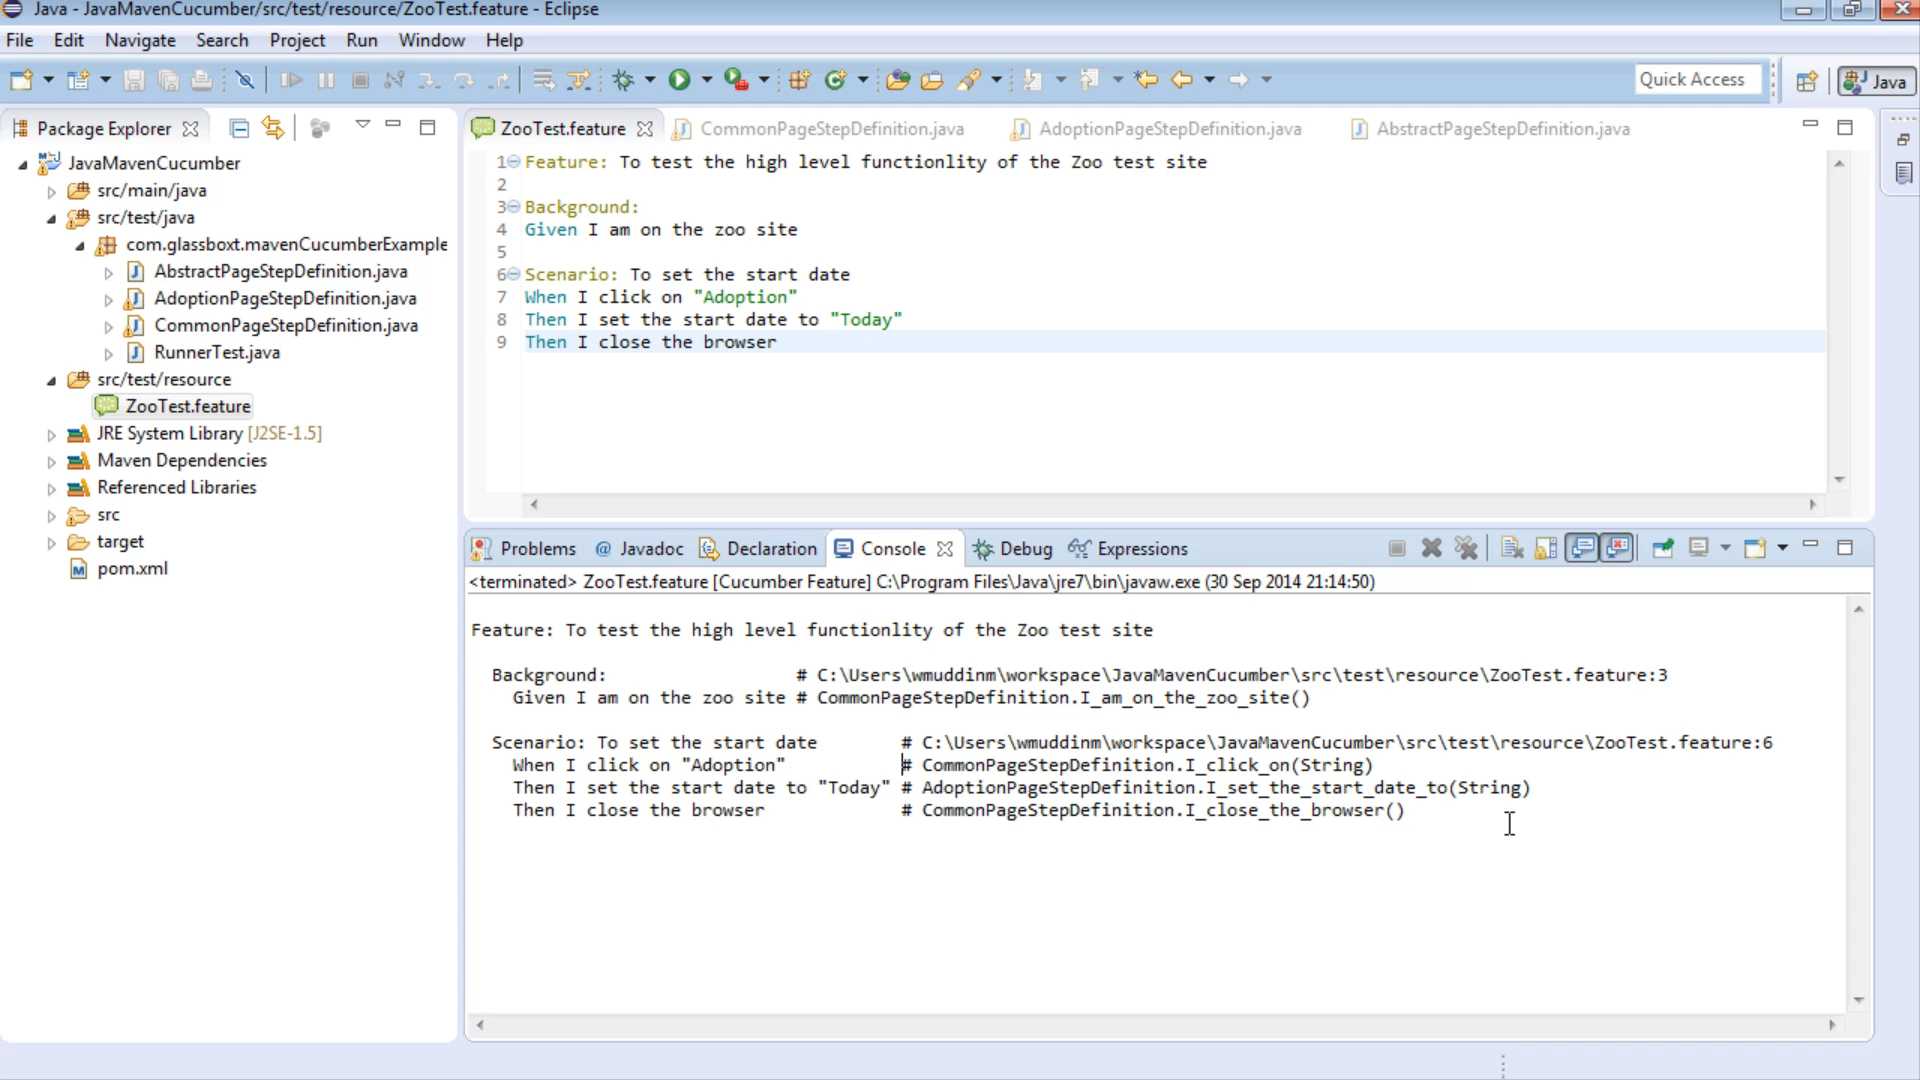 Java - JavaMavenCucumber/src/test/resource/ZooTest.feature - Eclipse
File Edit Navigate Search Project Run Window Help
Quick Access
Java
Package Explorer
JavaMavenCucumber
src/main/java
src/test/java
com.glassboxt.mavenCucumberExample
AbstractPageStepDefinition.java
AdoptionPageStepDefinition.java
CommonPageStepDefinition.java
RunnerTest.java
src/test/resource
ZooTest.feature
JRE System Library [J2SE-1.5]
Maven Dependencies
Referenced Libraries
src
target
pom.xml
ZooTest.feature CommonPageStepDefinition.java AdoptionPageStepDefinition.java AbstractPageStepDefinition.java
1 Feature: To test the high level functionlity of the Zoo test site
2
3 Background:
4 Given I am on the zoo site
5
6 Scenario: To set the start date
7 When I click on "Adoption"
8 Then I set the start date to "Today"
9 Then I close the browser
Problems @ Javadoc Declaration Console Debug Expressions
<terminated> ZooTest.feature [Cucumber Feature] C:\Program Files\Java\jre7\bin\javaw.exe (30 Sep 2014 21:14:50)
Feature: To test the high level functionlity of the Zoo test site
Background: # C:\Users\wmuddinm\workspace\JavaMavenCucumber\src\test\resource\ZooTest.feature:3
Given I am on the zoo site # CommonPageStepDefinition.I_am_on_the_zoo_site()
Scenario: To set the start date # C:\Users\wmuddinm\workspace\JavaMavenCucumber\src\test\resource\ZooTest.feature:6
When I click on "Adoption" # CommonPageStepDefinition.I_click_on(String)
Then I set the start date to "Today" # AdoptionPageStepDefinition.I_set_the_start_date_to(String)
Then I close the browser # CommonPageStepDefinition.I_close_the_browser()